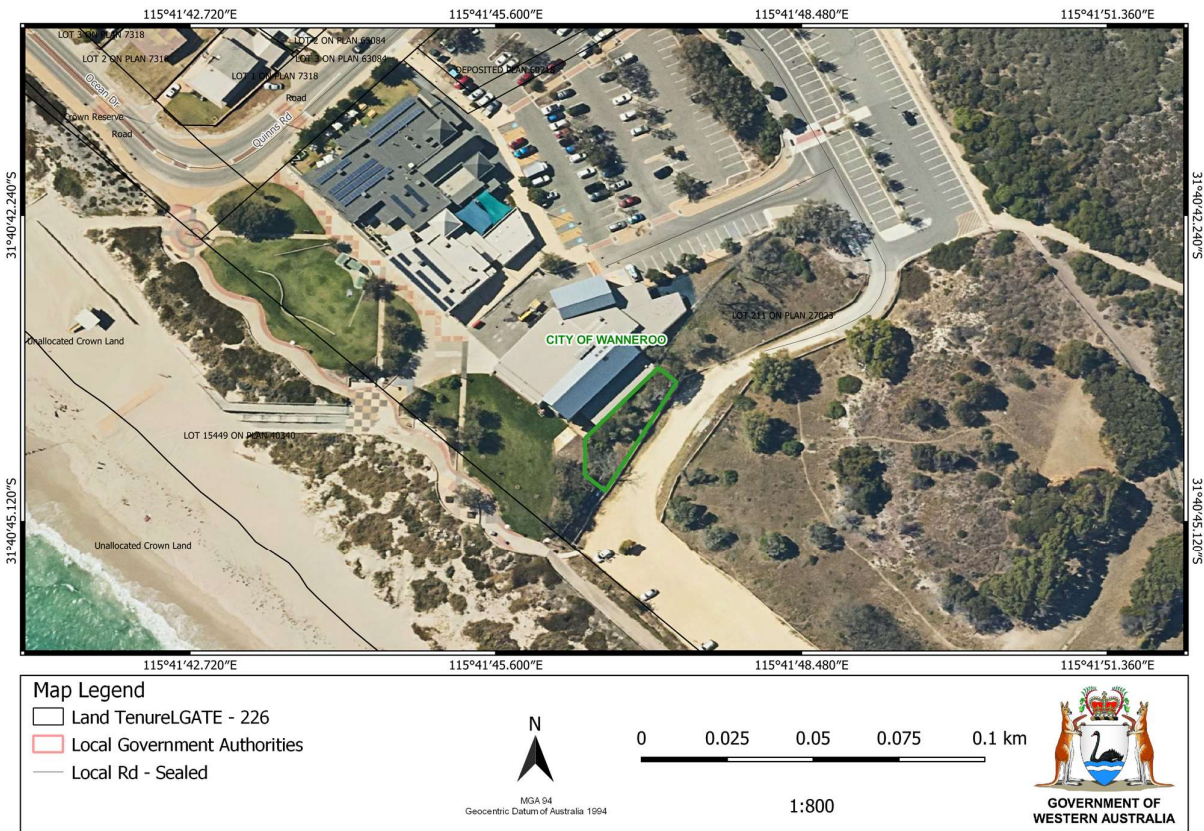 115°41'42.720"E 115°41'45.600"E 115°41'48.480"E 115°41'51.360"E
LOT 3 ON PLAN 7318
LOT 2 ON PLAN 63084
LOT 2 ON PLAN 7318
LOT 3 ON PLAN 63084
LOT 1 ON PLAN 7318
Ocean Dr
Road
Crown Reserve
Road
Quinns Rd
31°40'42.240"S
31°40'42.240"S
LOT 211 ON PLAN 27023
Unallocated Crown Land
CITY OF WANNEROO
LOT 15449 ON PLAN 40340
31°40'45.120"S
31°40'45.120"S
Unallocated Crown Land
115°41'42.720"E 115°41'45.600"E 115°41'48.480"E 115°41'51.360"E
Map Legend
Land TenureLGATE - 226
Local Government Authorities
Local Rd - Sealed
N
MGA 94
Geocentric Datum of Australia 1994
0 0.025 0.05 0.075 0.1 km
1:800
GOVERNMENT OF
WESTERN AUSTRALIA